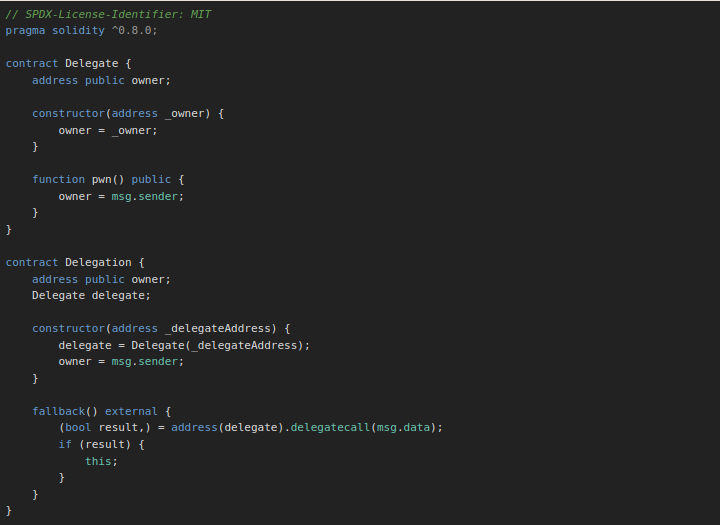 // SPDX-License-Identifier: MIT
pragma solidity ^0.8.0;
contract Delegate {
address public owner;
constructor(address _owner) {
owner = _owner;
}
function pwn() public {
owner = msg.sender;
}
}
contract Delegation {
address public owner;
Delegate delegate;
constructor(address _delegateAddress) {
delegate = Delegate(_delegateAddress);
owner = msg.sender;
}
fallback() external {
(bool result,) = address(delegate).delegatecall(msg.data);
if (result) {
this;
}
}
}